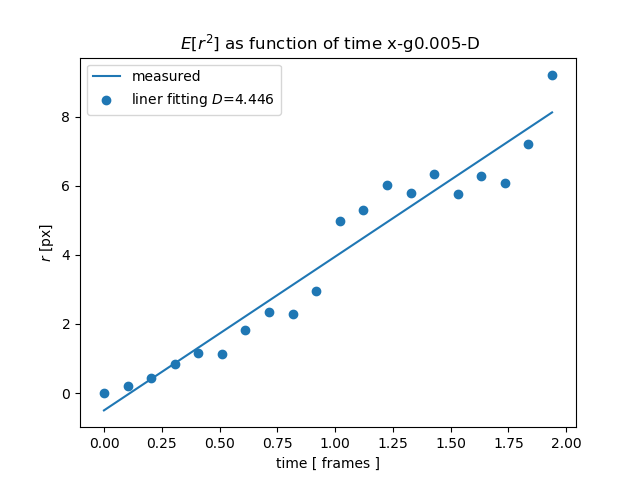 E[r²] as function of time x-g0.005-D
measured
liner fitting D=4.446
8
6
4
2
0
r [px]
0.00 0.25 0.50 0.75 1.00 1.25 1.50 1.75 2.00
time [ frames ]